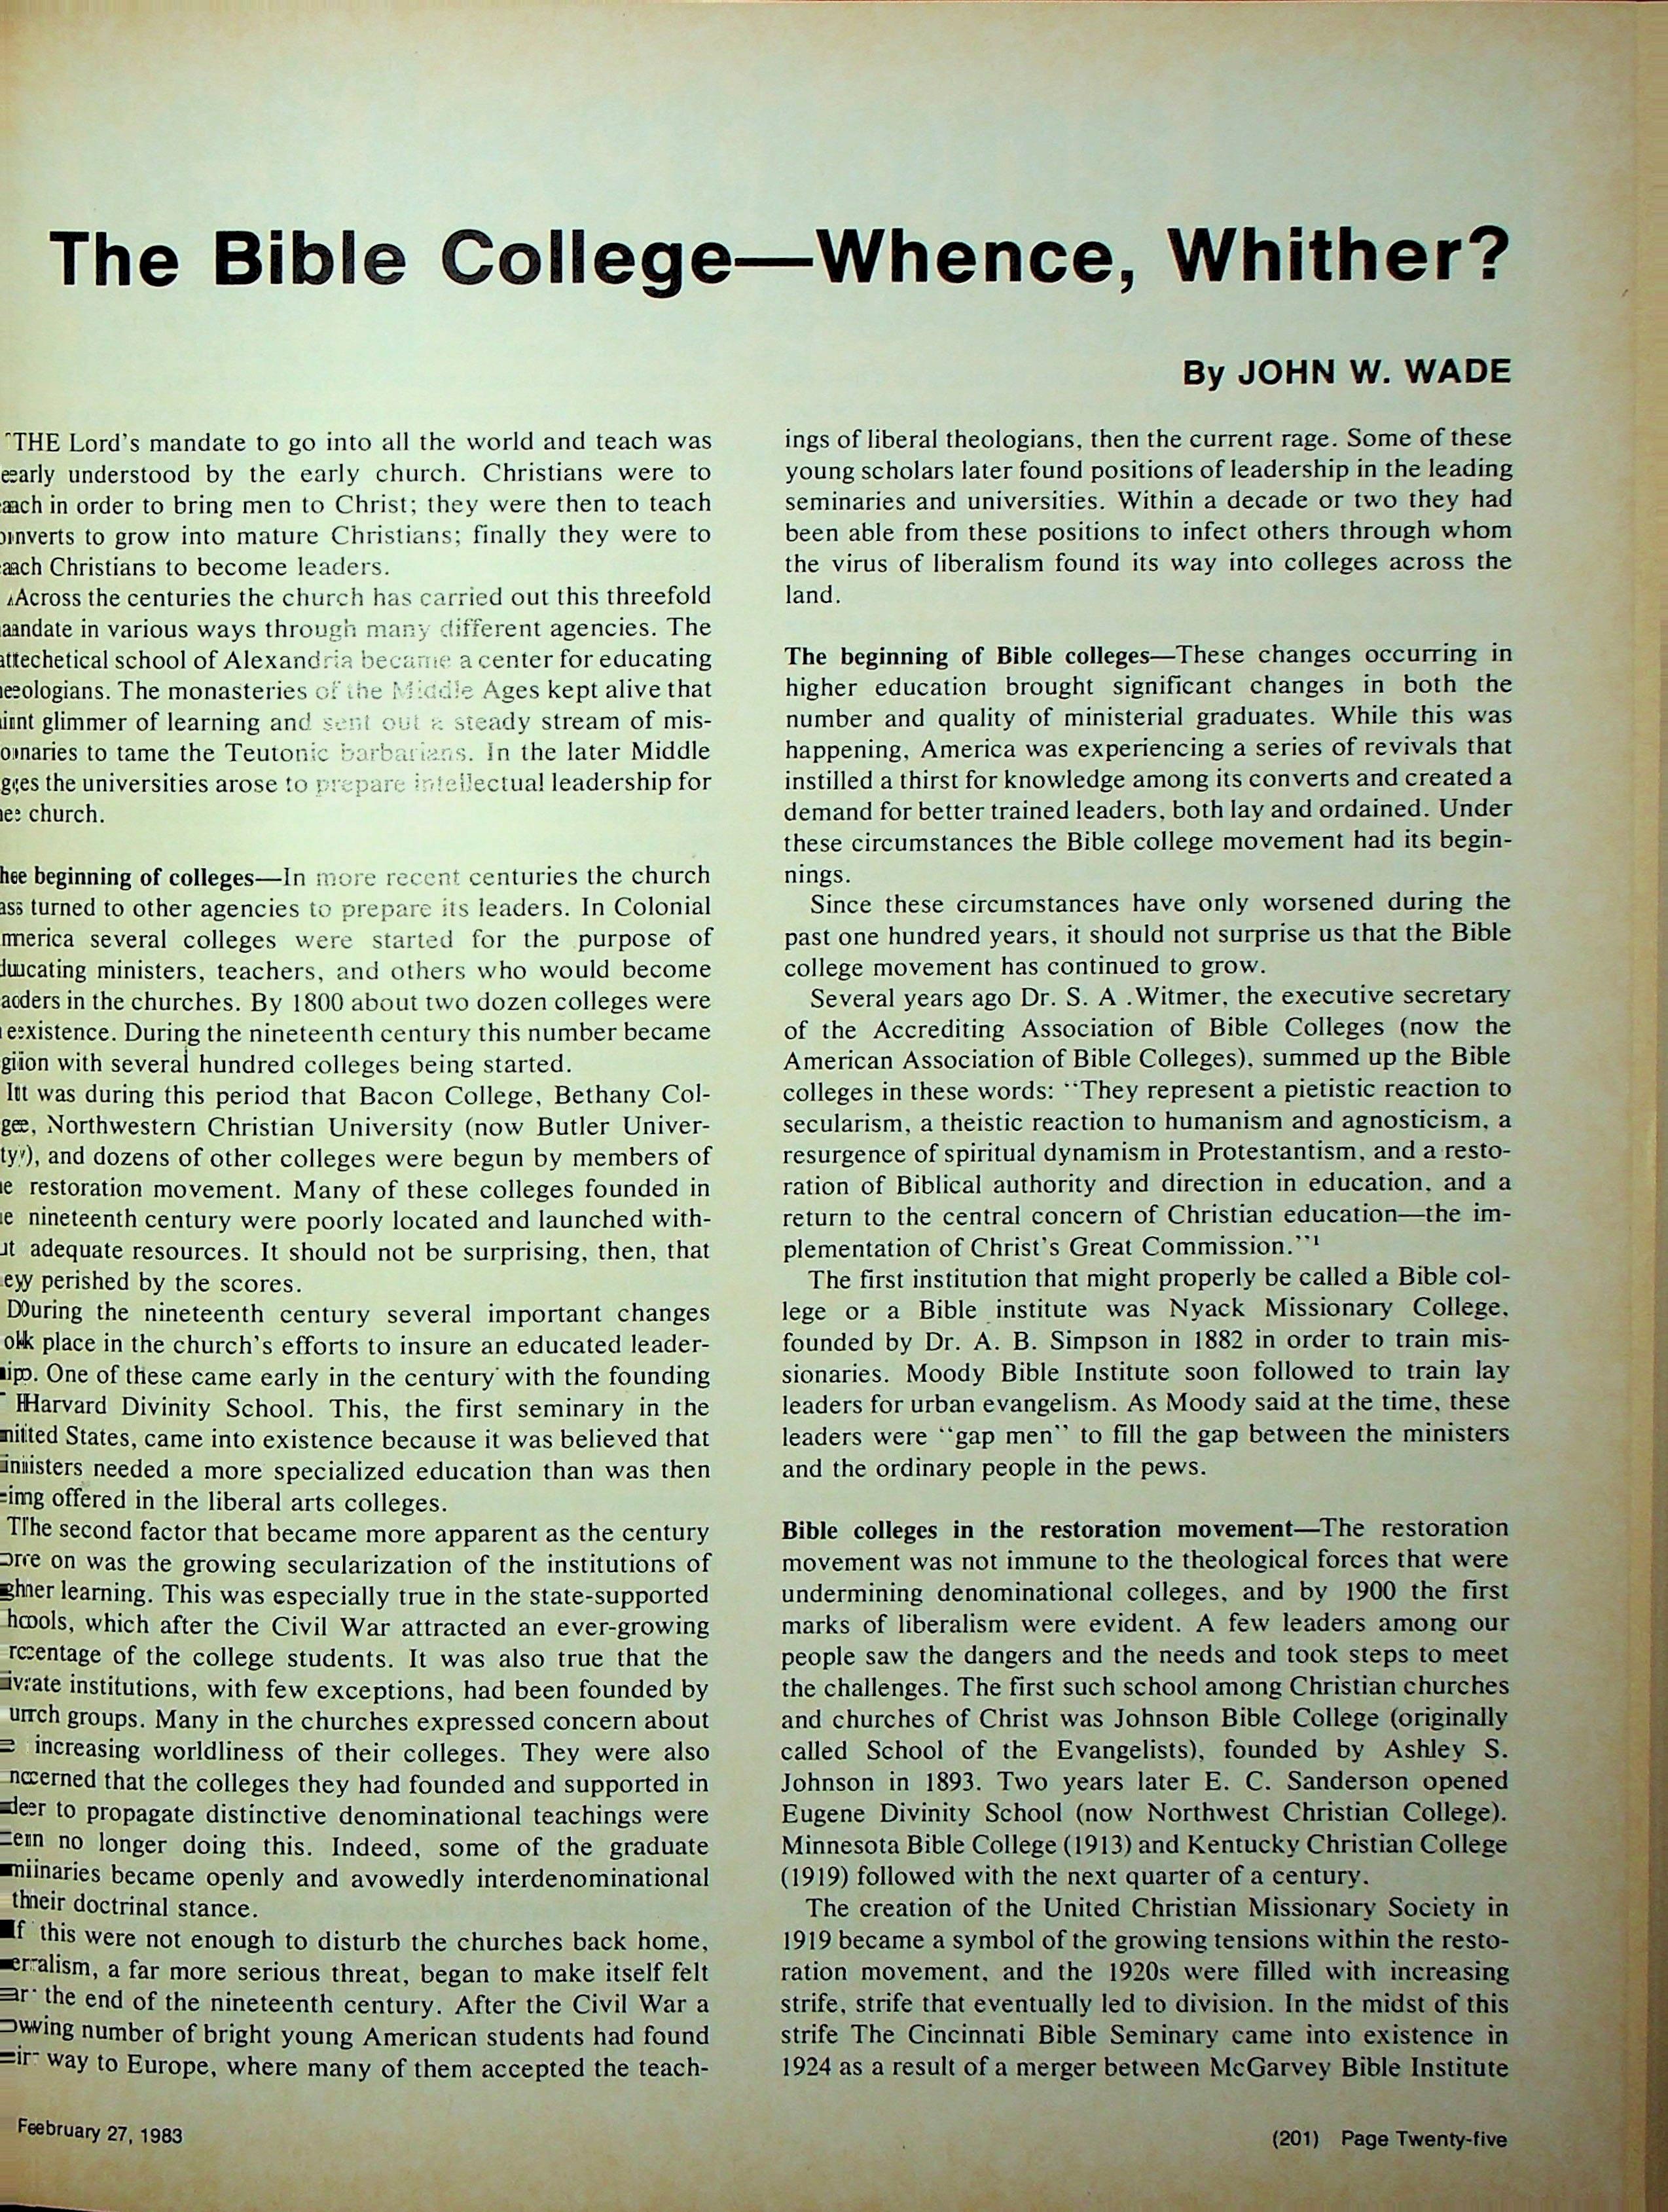 The Bible College—Whence, Whither?
By JOHN W. WADE
THE Lord's mandate to go into all the world and teach was
understood by the early church. Christians were to
in order to bring men to Christ; they were then to teach
to grow into mature Christians; finally they were to
Christians to become leaders.
Across the centuries the church has carried out this threefold
in various ways through many different agencies. The
school of Alexandria became a center for educating
The monasteries of the Middle Ages kept alive that
glimmer of learning and sent out a steady stream of mis-
to tame the Teutonic barbarians. In the later Middle
the universities arose to prepare intellectual leadership for
church.
beginning of colleges—In more recent centuries the church
turned to other agencies to prepare its leaders. In Colonial
several colleges were started for the purpose of
ministers, teachers, and others who would become
in the churches. By 1800 about two dozen colleges were
existence. During the nineteenth century this number became
with several hundred colleges being started.
It was during this period that Bacon College, Bethany Col-
Northwestern Christian University (now Butler Univer-
and dozens of other colleges were begun by members of
restoration movement. Many of these colleges founded in
nineteenth century were poorly located and launched with-
adequate resources. It should not be surprising, then, that
perished by the scores.
During the nineteenth century several important changes
place in the church's efforts to insure an educated leader-
One of these came early in the century with the founding
Harvard Divinity School. This, the first seminary in the
States, came into existence because it was believed that
needed a more specialized education than was then
offered in the liberal arts colleges.
The second factor that became more apparent as the century
on was the growing secularization of the institutions of
learning. This was especially true in the state-supported
which after the Civil War attracted an ever-growing
of the college students. It was also true that the
institutions, with few exceptions, had been founded by
groups. Many in the churches expressed concern about
increasing worldliness of their colleges. They were also
that the colleges they had founded and supported in
to propagate distinctive denominational teachings were
no longer doing this. Indeed, some of the graduate
became openly and avowedly interdenominational
their doctrinal stance.
If this were not enough to disturb the churches back home,
a far more serious threat, began to make itself felt
the end of the nineteenth century. After the Civil War a
number of bright young American students had found
way to Europe, where many of them accepted the teach-
ings of liberal theologians, then the current rage. Some of these
young scholars later found positions of leadership in the leading
seminaries and universities. Within a decade or two they had
been able from these positions to infect others through whom
the virus of liberalism found its way into colleges across the
land.
The beginning of Bible colleges—These changes occurring in
higher education brought significant changes in both the
number and quality of ministerial graduates. While this was
happening, America was experiencing a series of revivals that
instilled a thirst for knowledge among its converts and created a
demand for better trained leaders, both lay and ordained. Under
these circumstances the Bible college movement had its begin-
nings.
Since these circumstances have only worsened during the
past one hundred years, it should not surprise us that the Bible
college movement has continued to grow.
Several years ago Dr. S. A .Witmer, the executive secretary
of the Accrediting Association of Bible Colleges (now the
American Association of Bible Colleges), summed up the Bible
colleges in these words: "They represent a pietistic reaction to
secularism, a theistic reaction to humanism and agnosticism, a
resurgence of spiritual dynamism in Protestantism, and a resto-
ration of Biblical authority and direction in education, and a
return to the central concern of Christian education—the im-
plementation of Christ's Great Commission."¹
The first institution that might properly be called a Bible col-
lege or a Bible institute was Nyack Missionary College,
founded by Dr. A. B. Simpson in 1882 in order to train mis-
sionaries. Moody Bible Institute soon followed to train lay
leaders for urban evangelism. As Moody said at the time, these
leaders were "gap men" to fill the gap between the ministers
and the ordinary people in the pews.
Bible colleges in the restoration movement—The restoration
movement was not immune to the theological forces that were
undermining denominational colleges, and by 1900 the first
marks of liberalism were evident. A few leaders among our
people saw the dangers and the needs and took steps to meet
the challenges. The first such school among Christian churches
and churches of Christ was Johnson Bible College (originally
called School of the Evangelists), founded by Ashley S.
Johnson in 1893. Two years later E. C. Sanderson opened
Eugene Divinity School (now Northwest Christian College).
Minnesota Bible College (1913) and Kentucky Christian College
(1919) followed with the next quarter of a century.
The creation of the United Christian Missionary Society in
1919 became a symbol of the growing tensions within the resto-
ration movement, and the 1920s were filled with increasing
strife, strife that eventually led to division. In the midst of this
strife The Cincinnati Bible Seminary came into existence in
1924 as a result of a merger between McGarvey Bible Institute
February 27, 1983
(201) Page Twenty-five